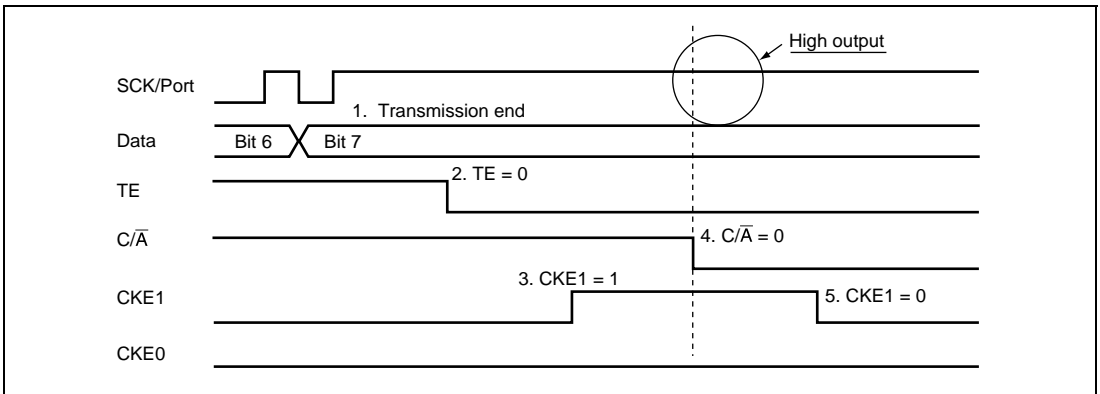 High output
SCK/Port
1. Transmission end
Data
Bit 6
Bit 7
2. TE = 0
TE
C/A̅
4. C/A̅ = 0
3. CKE1 = 1
CKE1
5. CKE1 = 0
CKE0